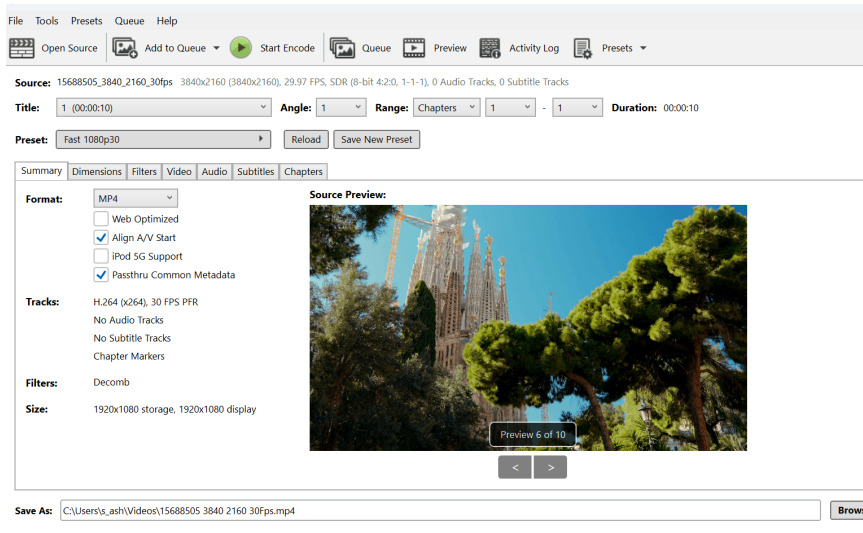 File Tools Presets Queue Help
Open Source Add to Queue Start Encode Queue Preview Activity Log Presets
Source: 15688505_3840_2160_30fps 3840x2160 (3840x2160), 29.97 FPS, SDR (8-bit 4:2:0, 1-1-1), 0 Audio Tracks, 0 Subtitle Tracks
Title: 1 (00:00:10) Angle: 1 Range: Chapters 1 - 1 Duration: 00:00:10
Preset: Fast 1080p30 Reload Save New Preset
Summary Dimensions Filters Video Audio Subtitles Chapters
Format: MP4 Source Preview:
Web Optimized
Align A/V Start
iPod 5G Support
Passthru Common Metadata
Tracks: H.264 (x264), 30 FPS PFR
No Audio Tracks
No Subtitle Tracks
Chapter Markers
Filters: Decomb
Size: 1920x1080 storage, 1920x1080 display
Preview 6 of 10
< >
Save As: C:\Users\s_ash\Videos\15688505 3840 2160 30Fps.mp4